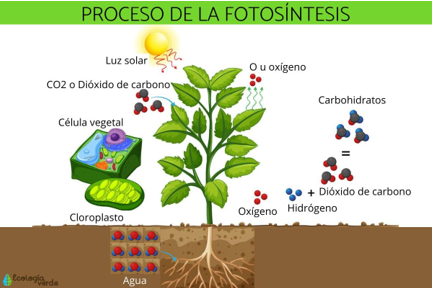 PROCESO DE LA FOTOSÍNTESIS
Luz solar
O u oxígeno
CO2 o Dióxido de carbono
Carbohidratos
Célula vegetal
=
+ Dióxido de carbono
Oxígeno
Hidrógeno
Cloroplasto
Agua
Ecología
verde